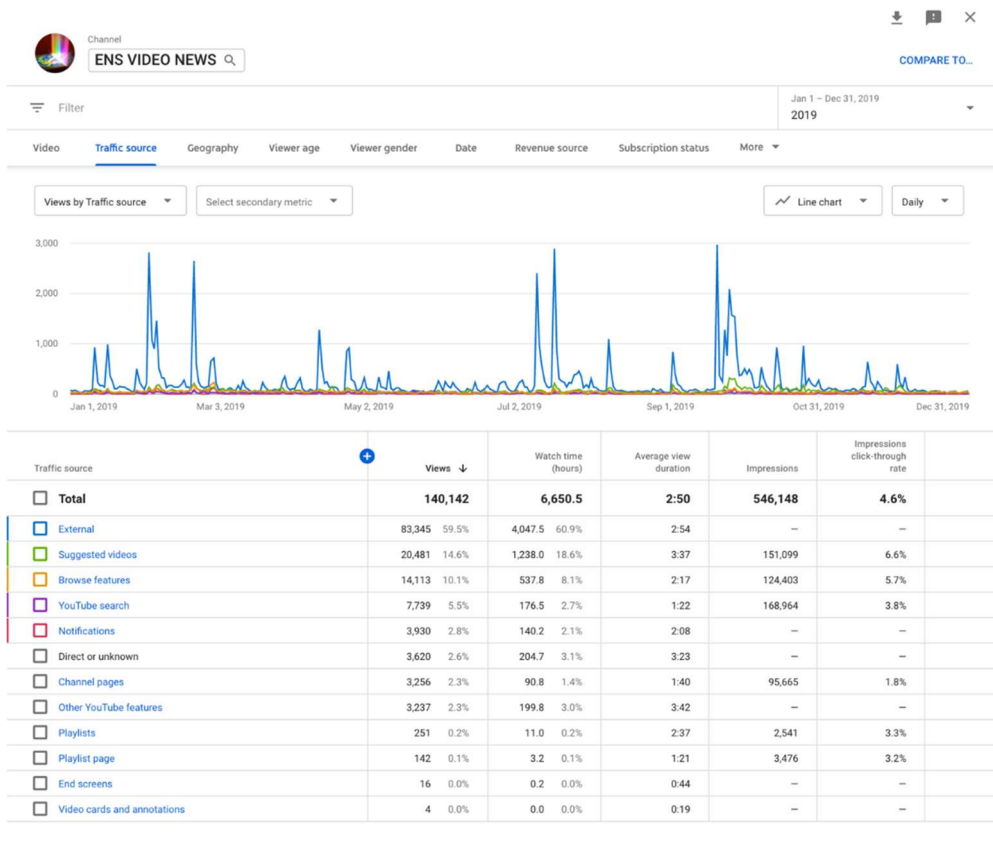 Channel
ENS VIDEO NEWS
COMPARE TO...
Filter
Jan 1 – Dec 31, 2019
2019
Video Traffic source Geography Viewer age Viewer gender Date Revenue source Subscription status More
Views by Traffic source Select secondary metric Line chart Daily
3,000
2,000
1,000
0
Jan 1, 2019 Mar 3, 2019 May 2, 2019 Jul 2, 2019 Sep 1, 2019 Oct 31, 2019 Dec 31, 2019
Traffic source Views Watch time (hours) Average view duration Impressions Impressions click-through rate
Total 140,142 6,650.5 2:50 546,148 4.6%
External 83,345 59.5% 4,047.5 60.9% 2:54 – –
Suggested videos 20,481 14.6% 1,238.0 18.6% 3:37 151,099 6.6%
Browse features 14,113 10.1% 537.8 8.1% 2:17 124,403 5.7%
YouTube search 7,739 5.5% 176.5 2.7% 1:22 168,964 3.8%
Notifications 3,930 2.8% 140.2 2.1% 2:08 – –
Direct or unknown 3,620 2.6% 204.7 3.1% 3:23 – –
Channel pages 3,256 2.3% 90.8 1.4% 1:40 95,665 1.8%
Other YouTube features 3,237 2.3% 199.8 3.0% 3:42 – –
Playlists 251 0.2% 11.0 0.2% 2:37 2,541 3.3%
Playlist page 142 0.1% 3.2 0.1% 1:21 3,476 3.2%
End screens 16 0.0% 0.2 0.0% 0:44 – –
Video cards and annotations 4 0.0% 0.0 0.0% 0:19 – –